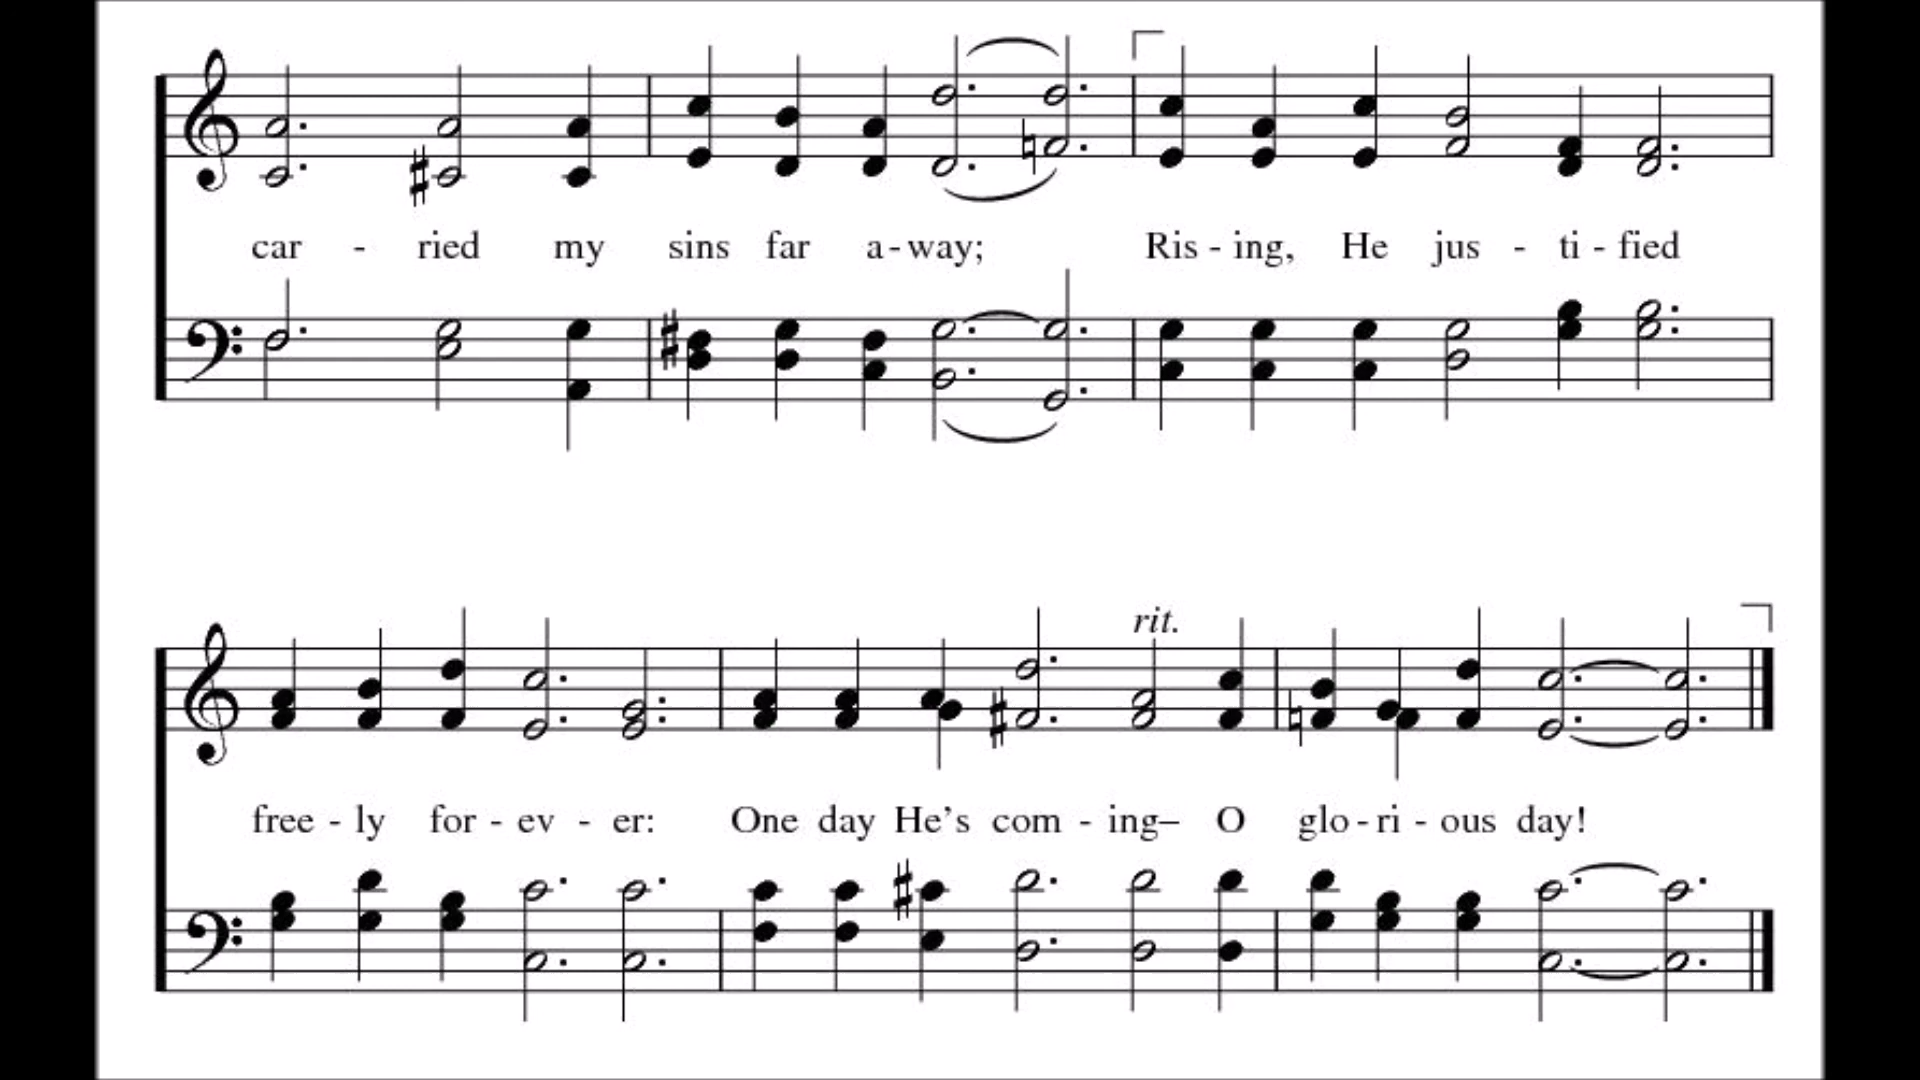 car - ried my sins far a - way; Ris - ing, He jus - ti - fied
rit.
free - ly for - ev - er: One day He's com - ing– O glo - ri - ous day!